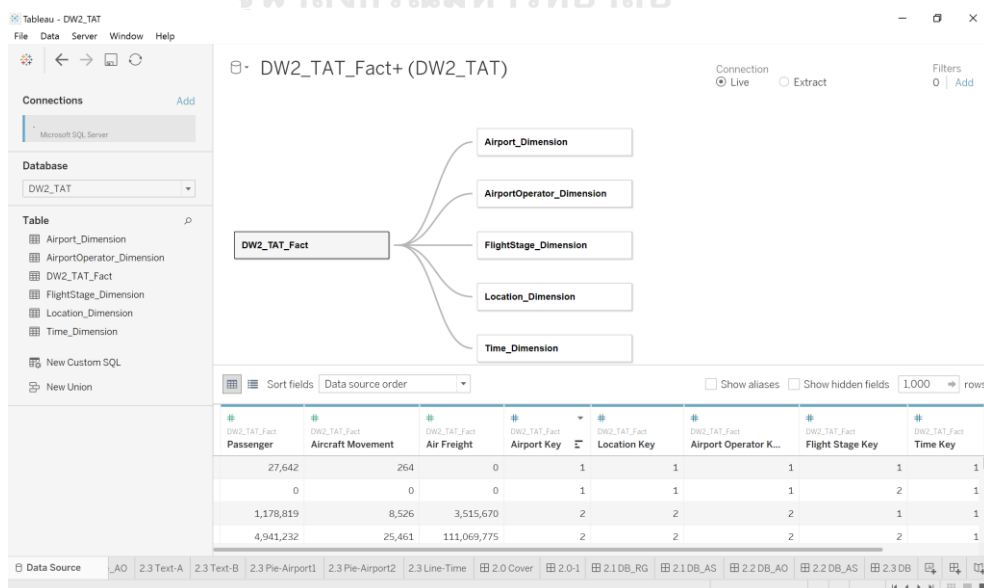 Tableau - DW2_TAT
File Data Server Window Help
Connections Add
Microsoft SQL Server
Database
DW2_TAT
Table
Airport_Dimension
AirportOperator_Dimension
DW2_TAT_Fact
FlightStage_Dimension
Location_Dimension
Time_Dimension
New Custom SQL
New Union
DW2_TAT_Fact+ (DW2_TAT)
Connection
Live Extract
Filters
0 Add
Airport_Dimension
AirportOperator_Dimension
DW2_TAT_Fact
FlightStage_Dimension
Location_Dimension
Time_Dimension
Sort fields Data source order Show aliases Show hidden fields 1,000 rows
DW2_TAT_Fact DW2_TAT_Fact DW2_TAT_Fact DW2_TAT_Fact DW2_TAT_Fact DW2_TAT_Fact DW2_TAT_Fact DW2_TAT_Fact
Passenger Aircraft Movement Air Freight Airport Key Location Key Airport Operator K... Flight Stage Key Time Key
27,642 264 0 1 1 1 1 1
0 0 0 1 1 1 2 1
1,178,819 8,526 3,515,670 2 2 2 1 1
4,941,232 25,461 111,069,775 2 2 2 2 1
Data Source _AO 2.3 Text-A 2.3 Text-B 2.3 Pie-Airport1 2.3 Pie-Airport2 2.3 Line-Time 2.0 Cover 2.0-1 2.1 DB_RG 2.1 DB_AS 2.2 DB_AO 2.2 DB_AS 2.3 DB